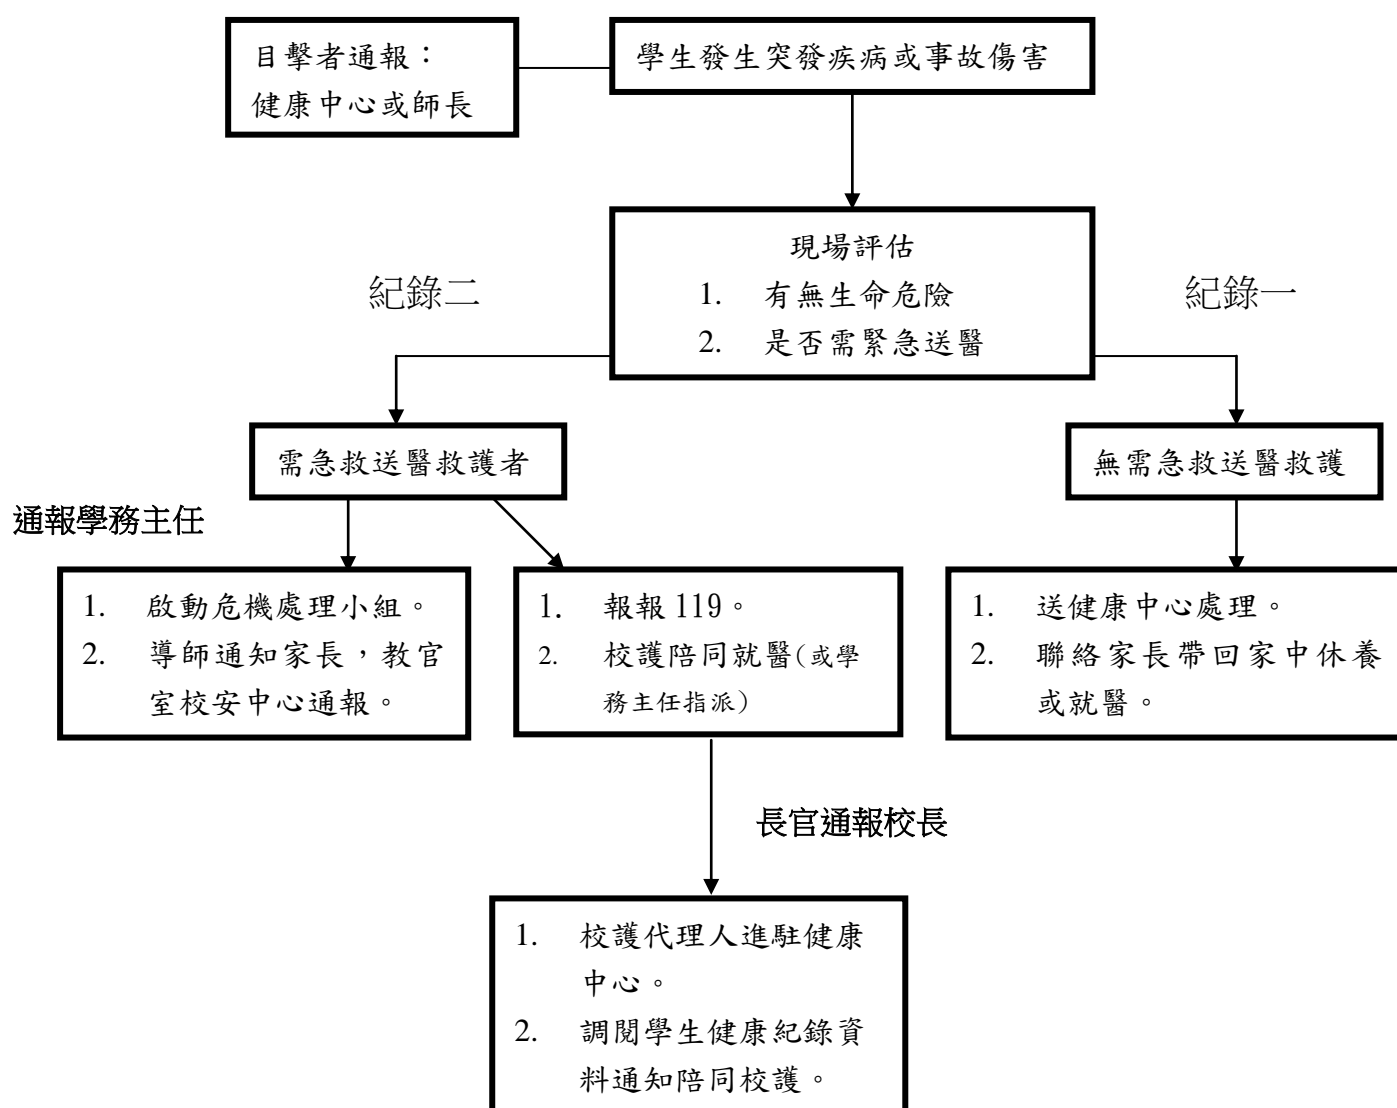 目擊者通報：
健康中心或師長
學生發生突發疾病或事故傷害
現場評估
1. 有無生命危險
2. 是否需緊急送醫
紀錄二
紀錄一
需急救送醫救護者
無需急救送醫救護
通報學務主任
1. 啟動危機處理小組。
2. 導師通知家長，教官
室校安中心通報。
1. 報報 119。
2. 校護陪同就醫(或學
務主任指派)
1. 送健康中心處理。
2. 聯絡家長帶回家中休養
或就醫。
長官通報校長
1. 校護代理人進駐健康
中心。
2. 調閱學生健康紀錄資
料通知陪同校護。